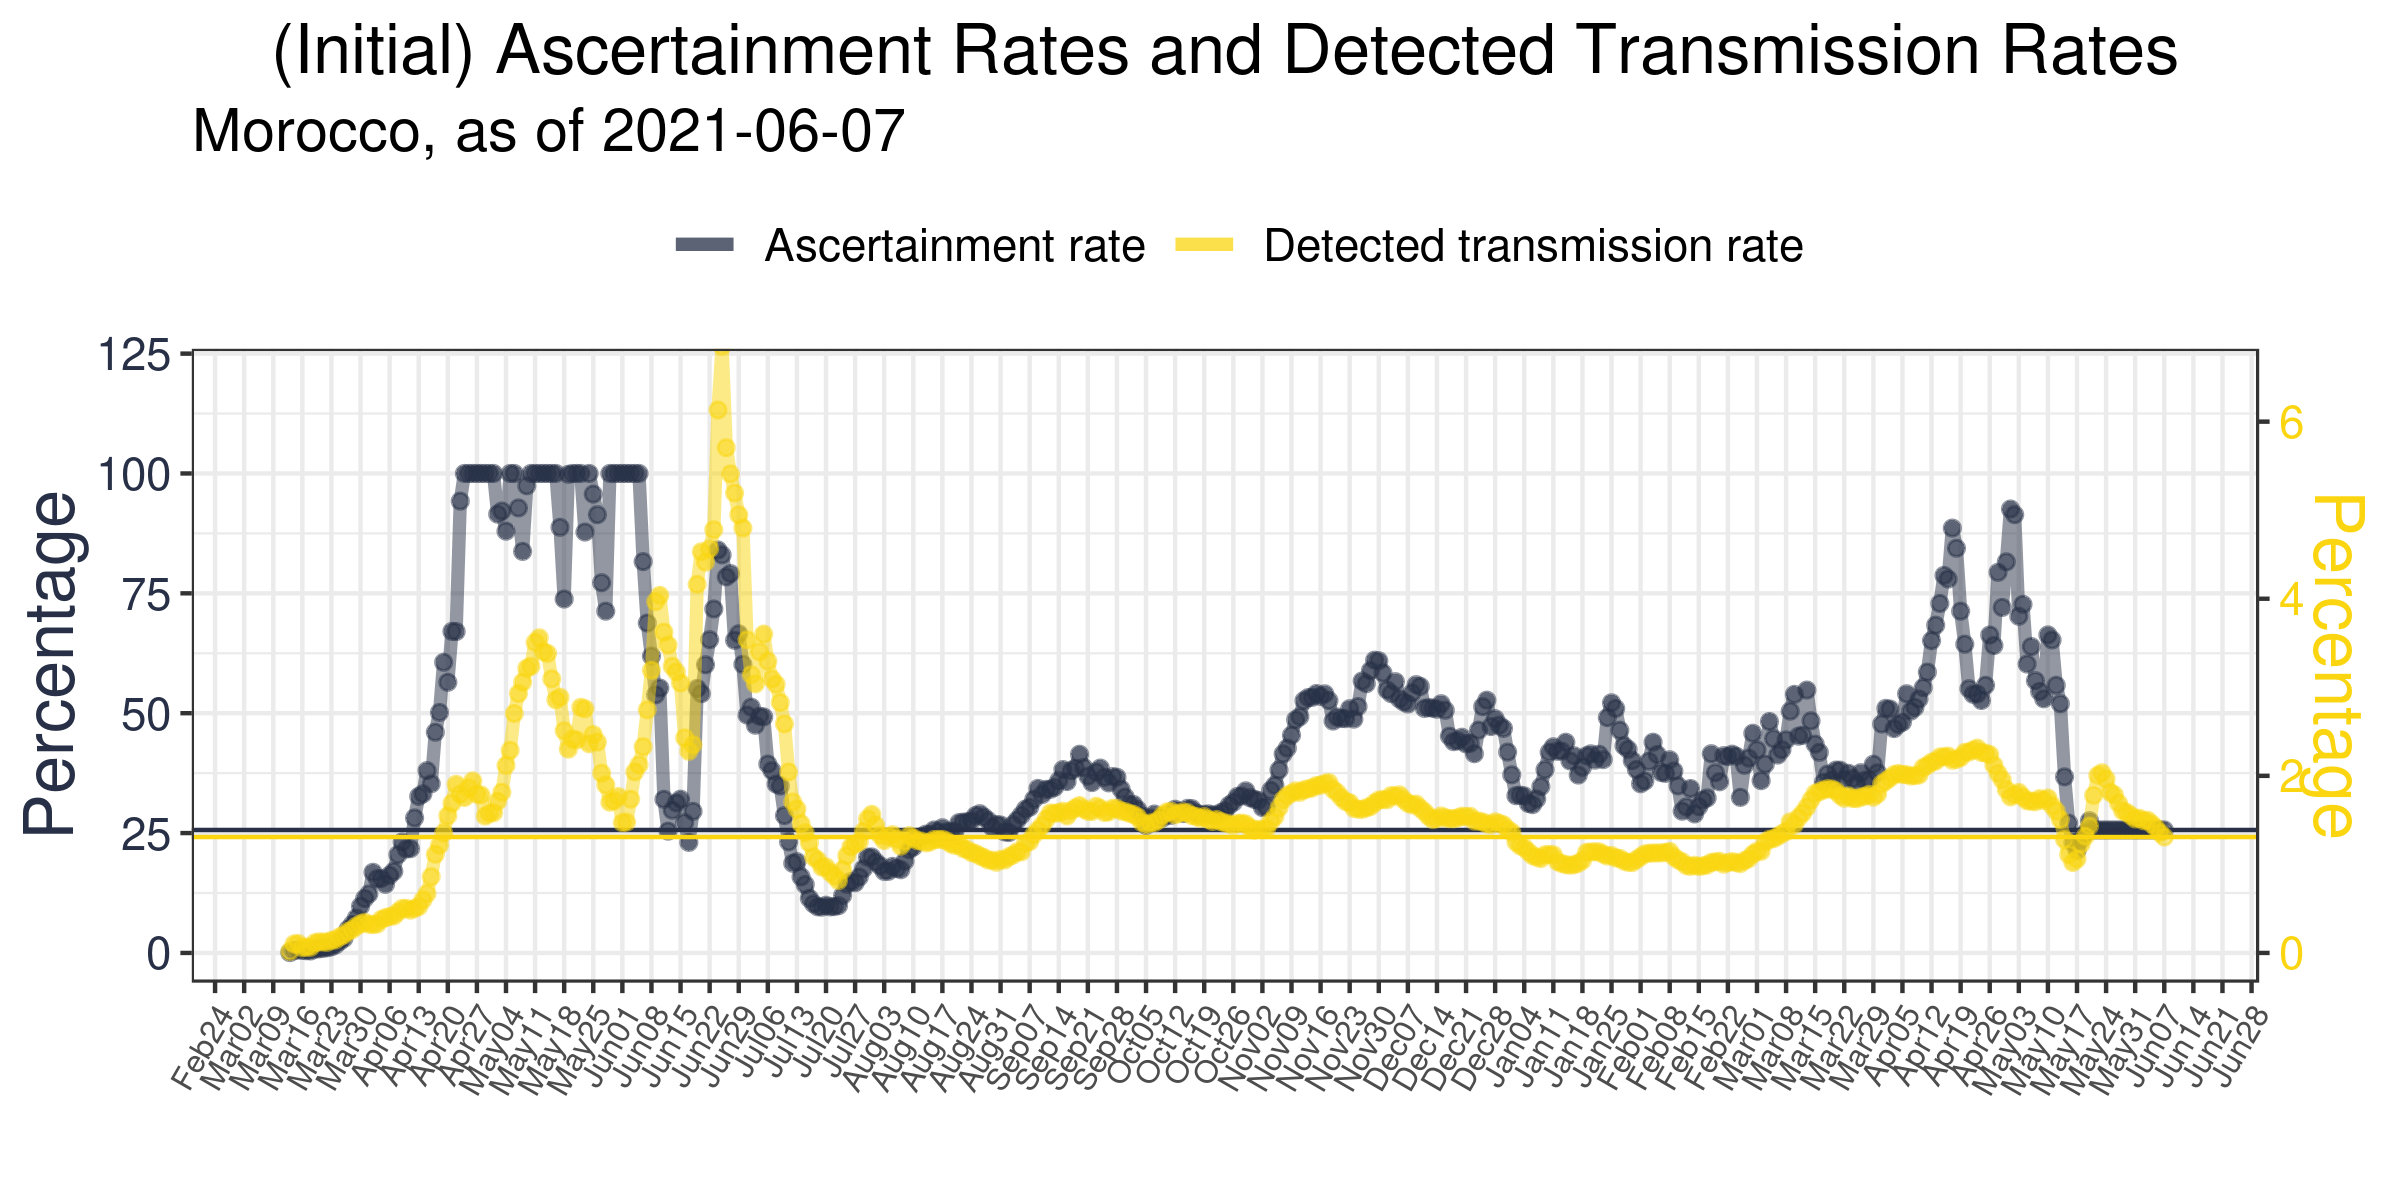 (Initial) Ascertainment Rates and Detected Transmission Rates
Morocco, as of 2021-06-07
Ascertainment rate
Detected transmission rate
Percentage
125
100
75
50
25
0
6
4
2
0
Percentage
Feb24
Mar02
Mar09
Mar16
Mar23
Mar30
Apr06
Apr13
Apr20
Apr27
May04
May11
May18
May25
Jun01
Jun08
Jun15
Jun22
Jun29
Jul06
Jul13
Jul20
Jul27
Aug03
Aug10
Aug17
Aug24
Aug31
Sep07
Sep14
Sep21
Sep28
Oct05
Oct12
Oct19
Oct26
Nov02
Nov09
Nov16
Nov23
Nov30
Dec07
Dec14
Dec21
Dec28
Jan04
Jan11
Jan18
Jan25
Feb01
Feb08
Feb15
Feb22
Mar01
Mar08
Mar15
Mar22
Mar29
Apr05
Apr12
Apr19
Apr26
May03
May10
May17
May24
May31
Jun07
Jun14
Jun21
Jun28